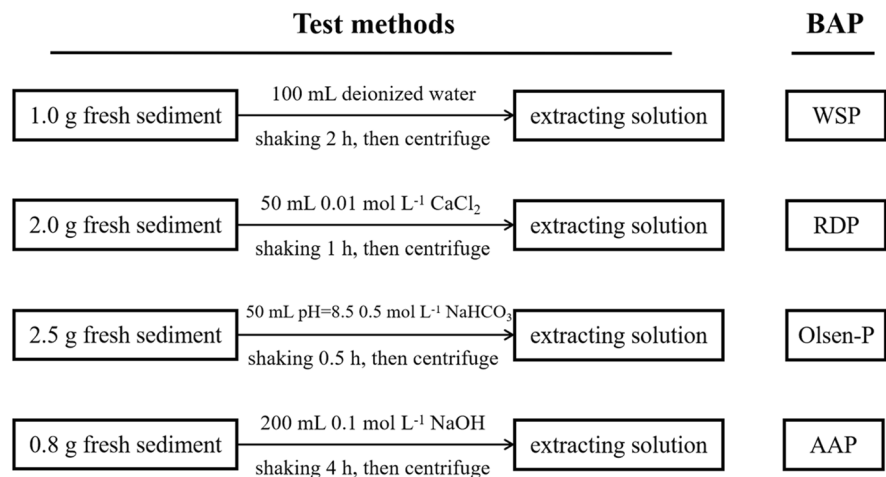 Test methods BAP
1.0 g fresh sediment 100 mL deionized water extracting solution WSP
shaking 2 h, then centrifuge
2.0 g fresh sediment 50 mL 0.01 mol L⁻¹ CaCl₂ extracting solution RDP
shaking 1 h, then centrifuge
2.5 g fresh sediment 50 mL pH=8.5 0.5 mol L⁻¹ NaHCO₃ extracting solution Olsen-P
shaking 0.5 h, then centrifuge
0.8 g fresh sediment 200 mL 0.1 mol L⁻¹ NaOH extracting solution AAP
shaking 4 h, then centrifuge